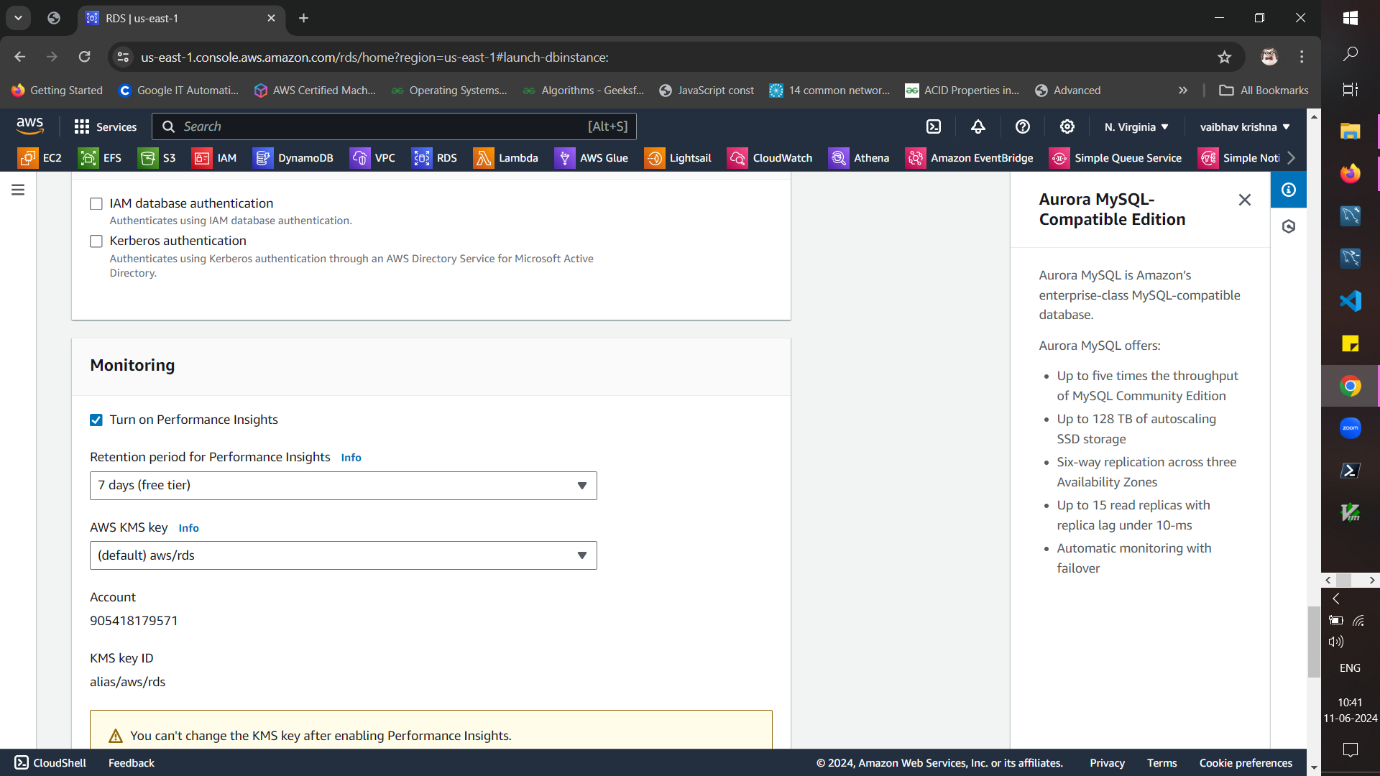 RDS | us-east-1
us-east-1.console.aws.amazon.com/rds/home?region=us-east-1#launch-dbinstance:
Getting Started
Google IT Automati...
AWS Certified Mach...
Operating Systems...
Algorithms - Geeksf...
JavaScript const
14 common networ...
ACID Properties in...
Advanced
»
All Bookmarks
aws
Services
Search
[Alt+S]
N. Virginia
vaibhav krishna
EC2
EFS
S3
IAM
DynamoDB
VPC
RDS
Lambda
AWS Glue
Lightsail
CloudWatch
Athena
Amazon EventBridge
Simple Queue Service
Simple Noti
IAM database authentication
Authenticates using IAM database authentication.
Kerberos authentication
Authenticates using Kerberos authentication through an AWS Directory Service for Microsoft Active
Directory.
Monitoring
Turn on Performance Insights
Retention period for Performance Insights Info
7 days (free tier)
AWS KMS key Info
(default) aws/rds
Account
905418179571
KMS key ID
alias/aws/rds
You can't change the KMS key after enabling Performance Insights.
Aurora MySQL-
Compatible Edition
Aurora MySQL is Amazon's
enterprise-class MySQL-compatible
database.
Aurora MySQL offers:
• Up to five times the throughput
of MySQL Community Edition
• Up to 128 TB of autoscaling
SSD storage
• Six-way replication across three
Availability Zones
• Up to 15 read replicas with
replica lag under 10-ms
• Automatic monitoring with
failover
CloudShell
Feedback
© 2024, Amazon Web Services, Inc. or its affiliates.
Privacy
Terms
Cookie preferences
zoom
ENG
10:41
11-06-2024